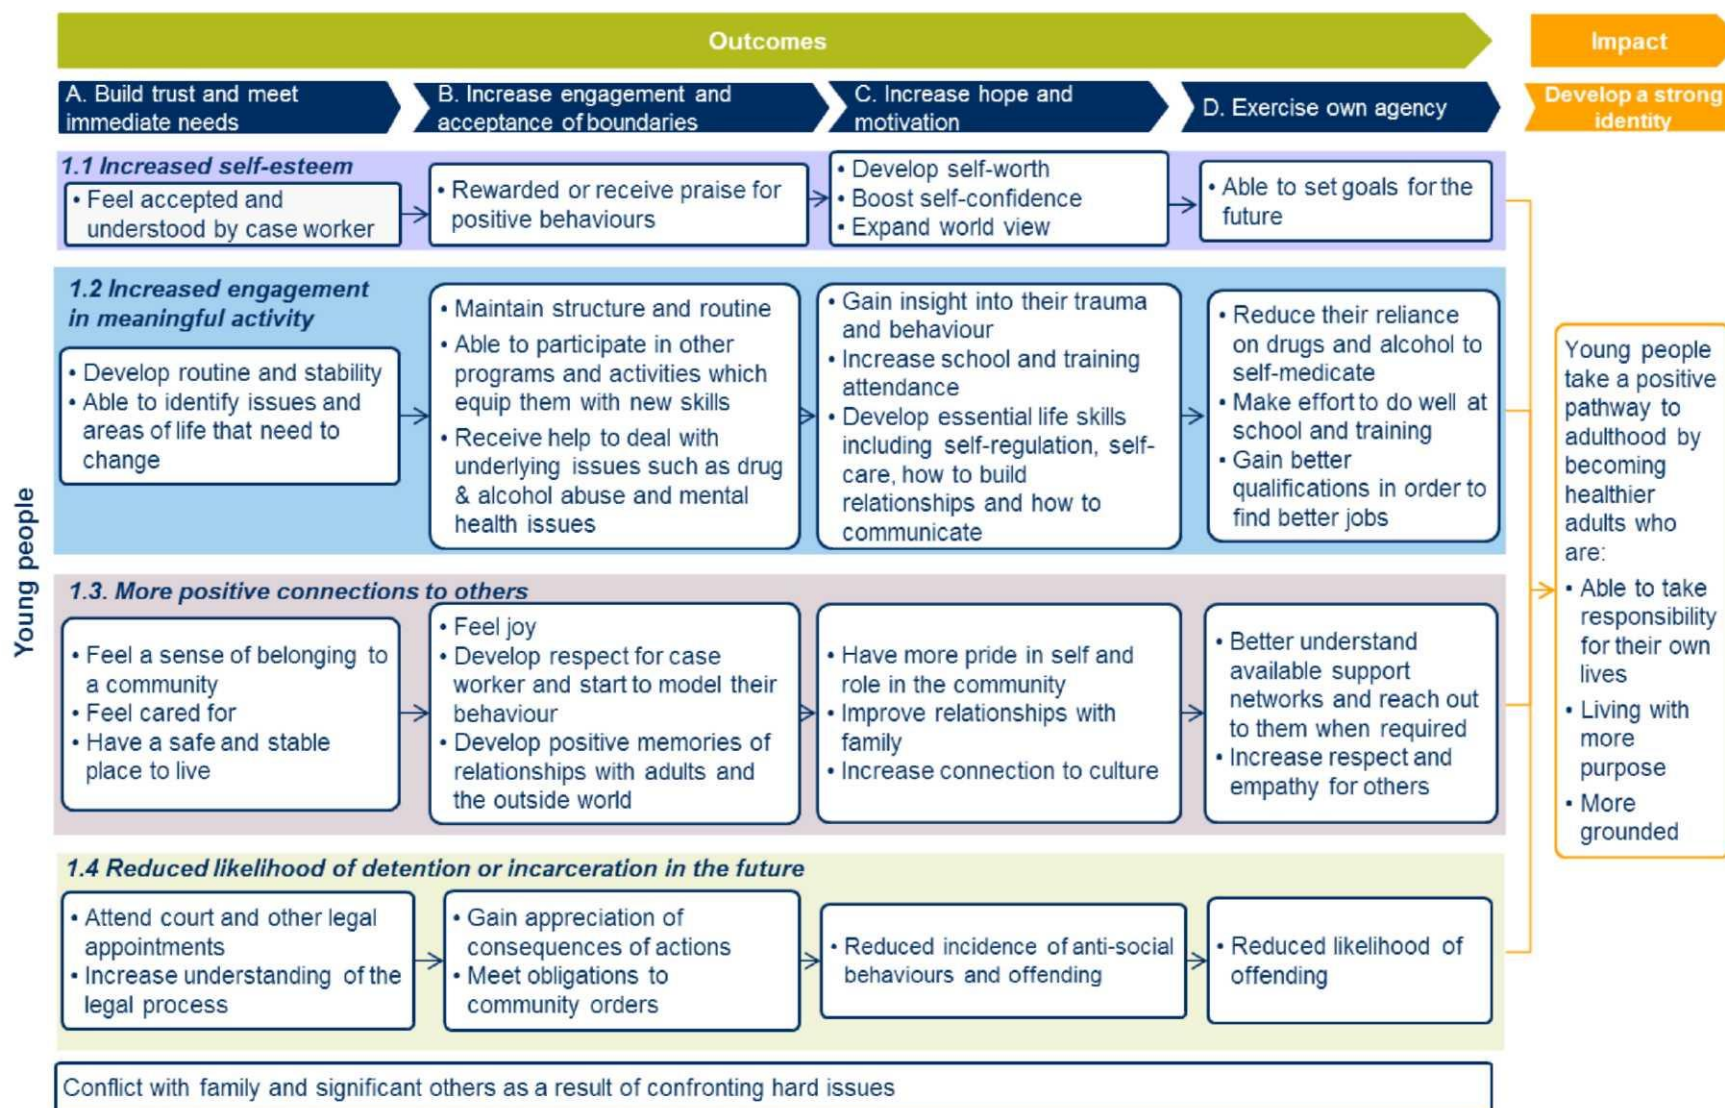 Outcomes
Impact
A. Build trust and meet
immediate needs
B. Increase engagement and
acceptance of boundaries
C. Increase hope and
motivation
D. Exercise own agency
Develop a strong
identity
Young people
1.1 Increased self-esteem
• Feel accepted and
understood by case worker
• Rewarded or receive praise for
positive behaviours
• Develop self-worth
• Boost self-confidence
• Expand world view
• Able to set goals for the
future
1.2 Increased engagement
in meaningful activity
• Develop routine and stability
• Able to identify issues and
areas of life that need to
change
• Maintain structure and routine
• Able to participate in other
programs and activities which
equip them with new skills
• Receive help to deal with
underlying issues such as drug
& alcohol abuse and mental
health issues
• Gain insight into their trauma
and behaviour
• Increase school and training
attendance
• Develop essential life skills
including self-regulation, self-
care, how to build
relationships and how to
communicate
• Reduce their reliance
on drugs and alcohol to
self-medicate
• Make effort to do well at
school and training
• Gain better
qualifications in order to
find better jobs
1.3. More positive connections to others
• Feel a sense of belonging to
a community
• Feel cared for
• Have a safe and stable
place to live
• Feel joy
• Develop respect for case
worker and start to model their
behaviour
• Develop positive memories of
relationships with adults and
the outside world
• Have more pride in self and
role in the community
• Improve relationships with
family
• Increase connection to culture
• Better understand
available support
networks and reach out
to them when required
• Increase respect and
empathy for others
1.4 Reduced likelihood of detention or incarceration in the future
• Attend court and other legal
appointments
• Increase understanding of the
legal process
• Gain appreciation of
consequences of actions
• Meet obligations to
community orders
• Reduced incidence of anti-social
behaviours and offending
• Reduced likelihood of
offending
Young people
take a positive
pathway to
adulthood by
becoming
healthier
adults who
are:
• Able to take
responsibility
for their own
lives
• Living with
more
purpose
• More
grounded
Conflict with family and significant others as a result of confronting hard issues